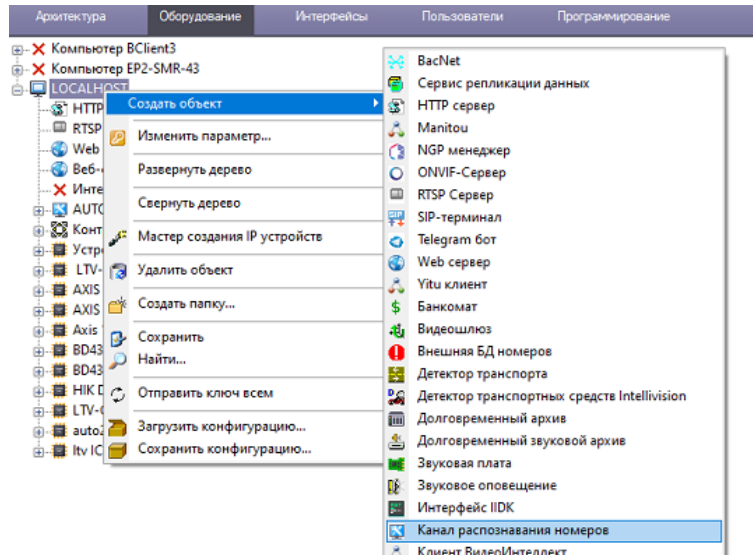 Архитектура Оборудование Интерфейсы Пользователи Программирование
Компьютер BClient3
Компьютер EP2-SMR-43
LOCALHOST
HTTP
RTSP
Web
Веб-
Инте
AUTO
Конт
Устр
LTV-
AXIS
AXIS
Axis
BD43
BD43
HIK D
LTV-
auto
Itv IC
Создать объект
Изменить параметр...
Развернуть дерево
Свернуть дерево
Мастер создания IP устройств
Удалить объект
Создать папку...
Сохранить
Найти...
Отправить ключ всем
Загрузить конфигурацию...
Сохранить конфигурацию...
BacNet
Сервис репликации данных
HTTP сервер
Manitou
NGP менеджер
ONVIF-Сервер
RTSP Сервер
SIP-терминал
Telegram бот
Web сервер
Yitu клиент
Банкомат
Видеошлюз
Внешняя БД номеров
Детектор транспорта
Детектор транспортных средств Intellivision
Долговременный архив
Долговременный звуковой архив
Звуковая плата
Звуковое оповещение
Интерфейс IIDK
Канал распознавания номеров
Клиент ВидеоИнтеллект